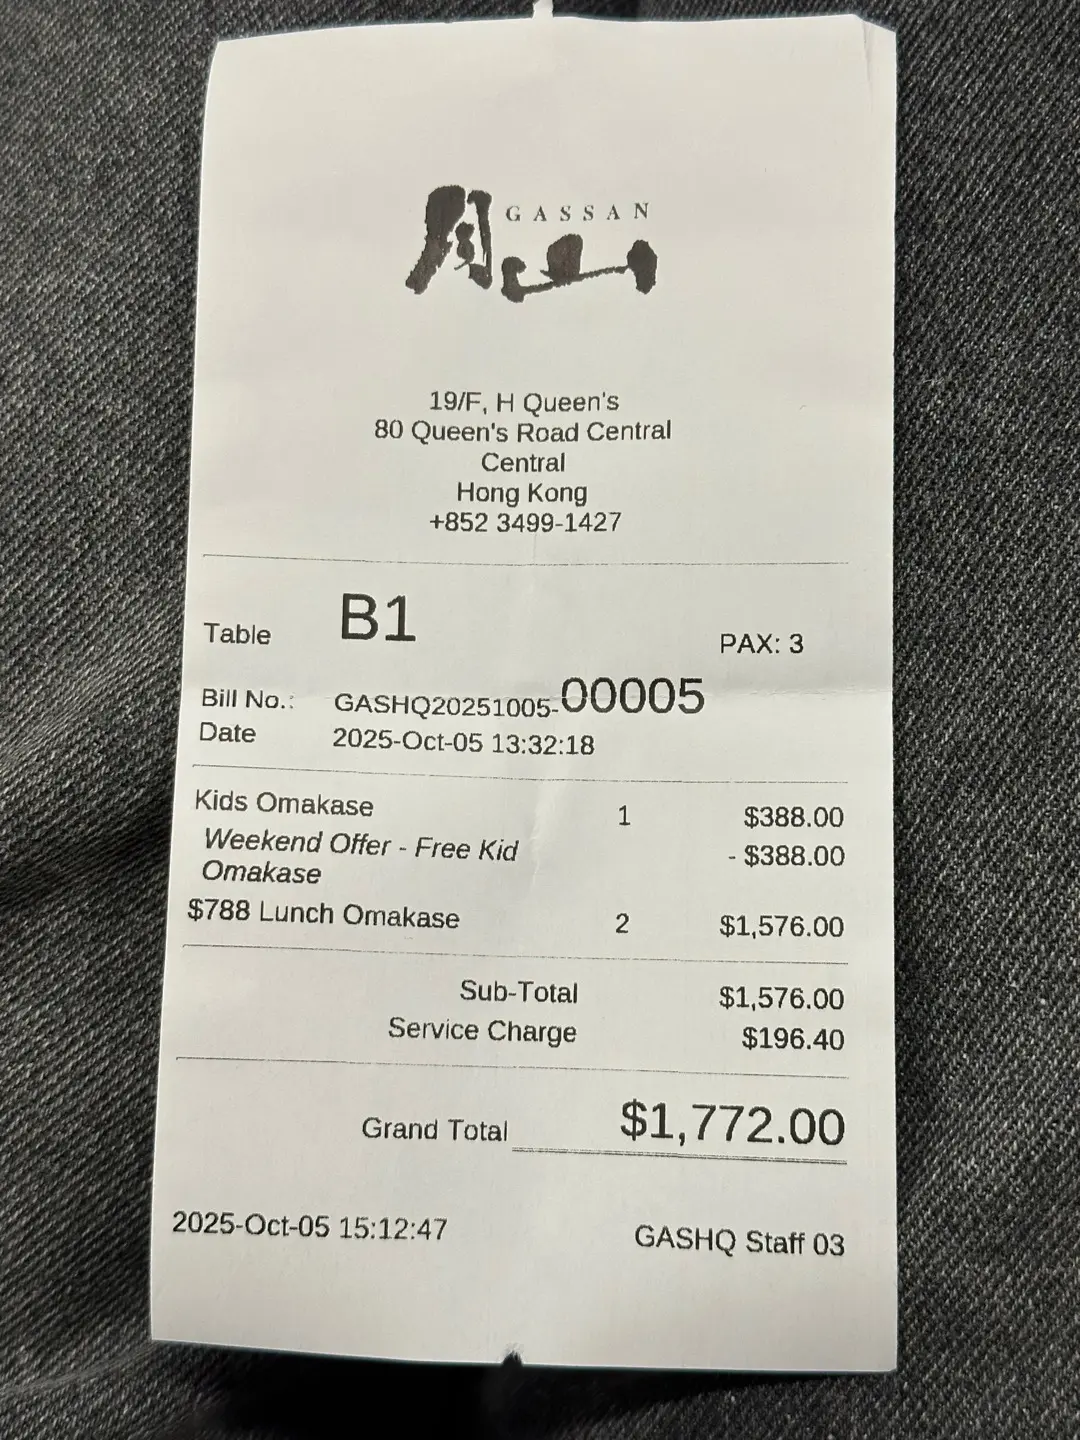 月山 GASSAN
19/F, H Queen's
80 Queen's Road Central
Central
Hong Kong
+852 3499-1427
Table B1 PAX: 3
Bill No.: GASHQ20251005-00005
Date 2025-Oct-05 13:32:18
Kids Omakase 1 $388.00
Weekend Offer - Free Kid - $388.00
Omakase
$788 Lunch Omakase 2 $1,576.00
Sub-Total $1,576.00
Service Charge $196.40
Grand Total $1,772.00
2025-Oct-05 15:12:47 GASHQ Staff 03